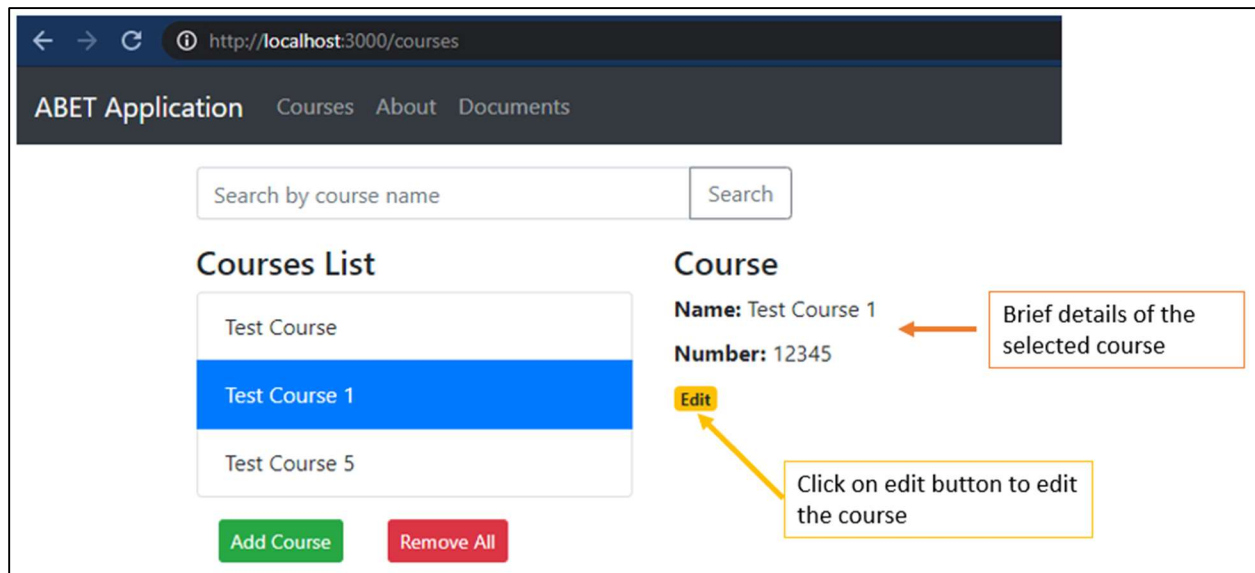 http://localhost:3000/courses
ABET Application Courses About Documents
Search by course name Search
Courses List
Course
Test Course
Test Course 1
Test Course 5
Name: Test Course 1
Number: 12345
Edit
Brief details of the
selected course
Click on edit button to edit
the course
Add Course Remove All